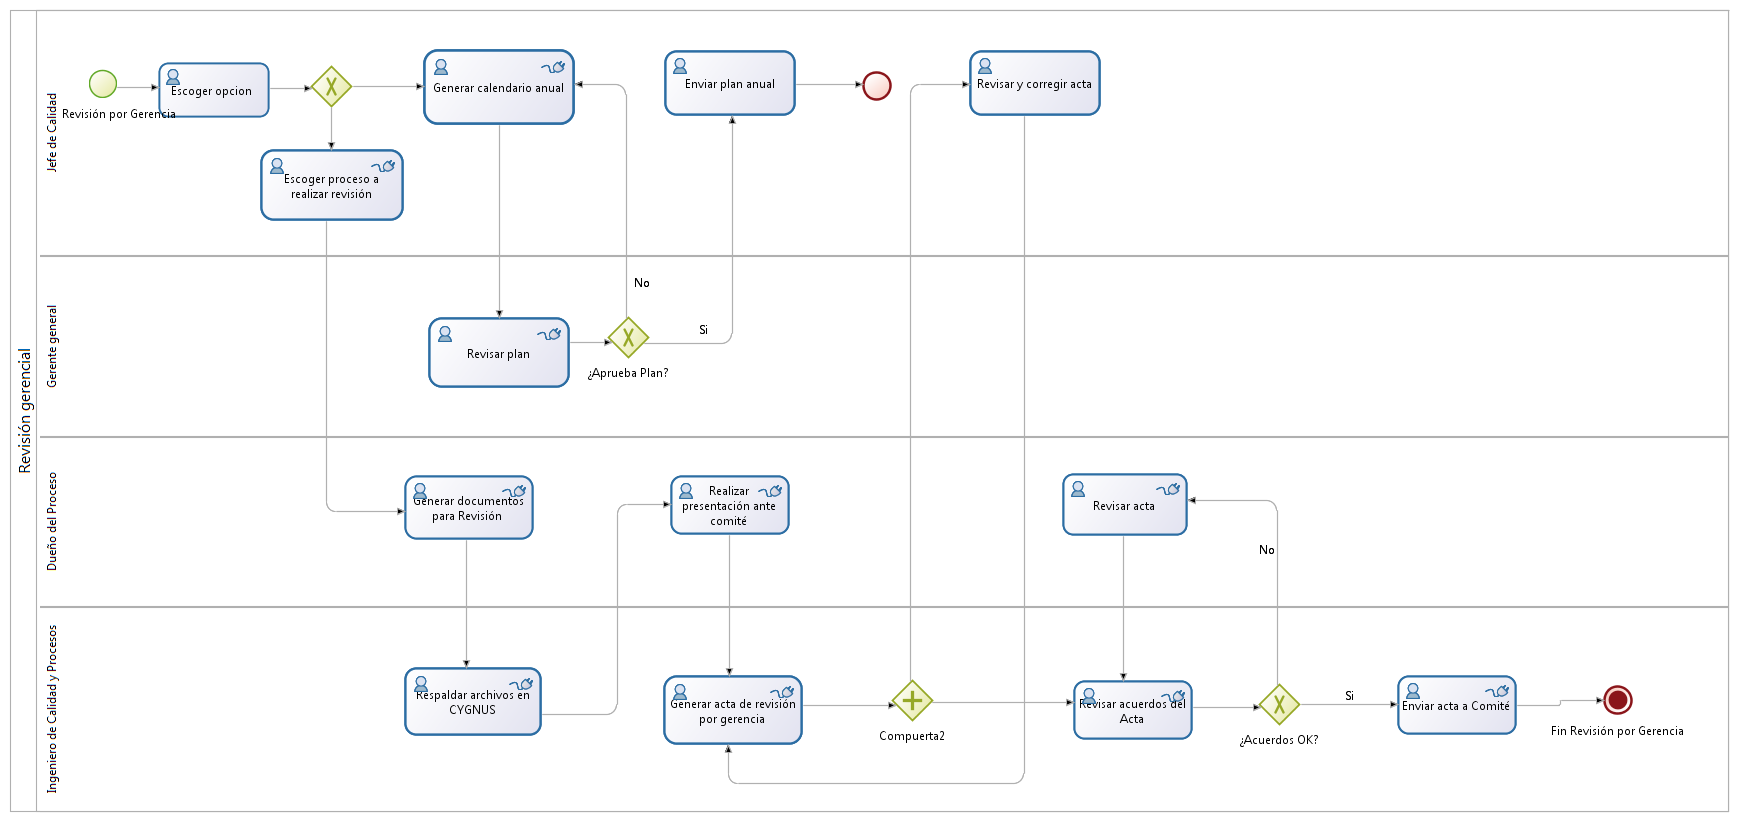 Revisión gerencial
Jefe de Calidad
Revisión por Gerencia
Escoger opcion
Generar calendario anual
Enviar plan anual
Revisar y corregir acta
Escoger proceso a
realizar revisión
Gerente general
No
Si
Revisar plan
¿Aprueba Plan?
Dueño del Proceso
Generar documentos
para Revisión
Realizar
presentación ante
comité
Revisar acta
No
Ingeniero de Calidad y Procesos
Respaldar archivos en
CYGNUS
Generar acta de revisión
por gerencia
Compuerta2
Revisar acuerdos del
Acta
¿Acuerdos OK?
Si
Enviar acta a Comité
Fin Revisión por Gerencia